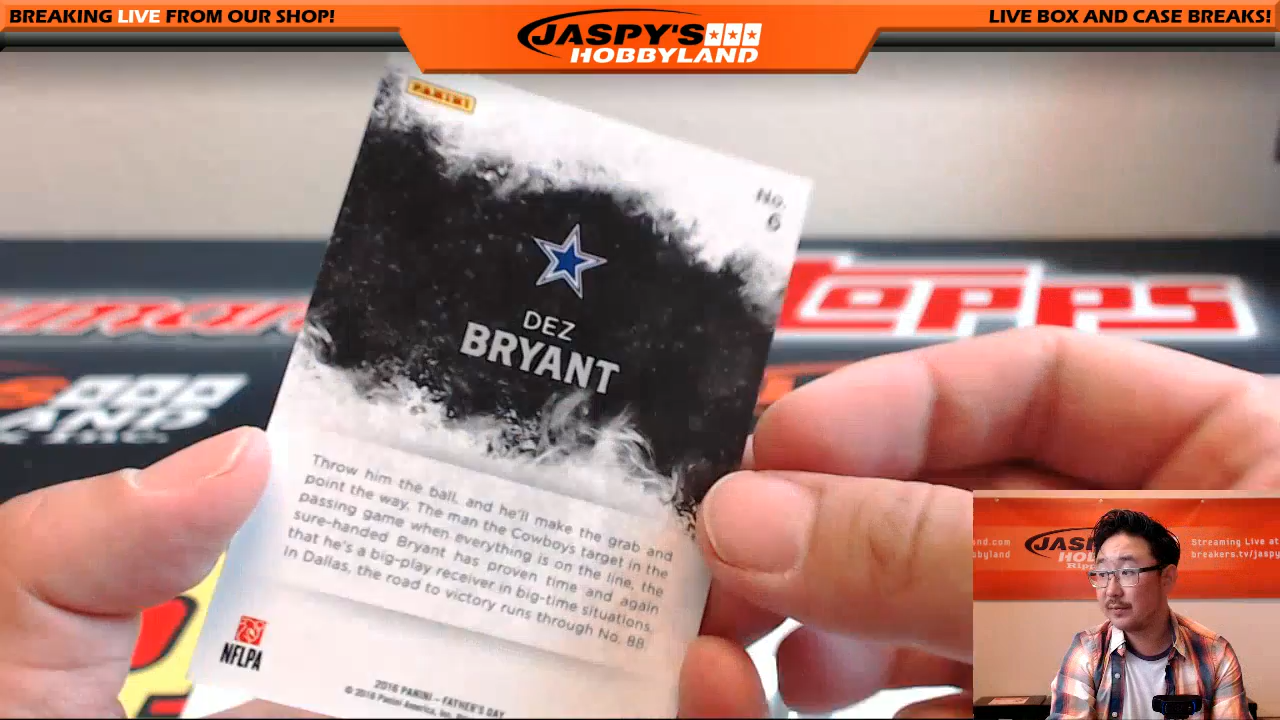 BREAKING LIVE FROM OUR SHOP!
JASPY'S
HOBBYLAND
LIVE BOX AND CASE BREAKS!
PANINI
No.
6
DEZ
BRYANT
Throw him the ball, and he'll make the grab and
point the way. The man the Cowboys target in the
passing game when everything is on the line, the
sure-handed Bryant has proven time and again
that he's a big-play receiver in big-time situations.
In Dallas, the road to victory runs through No. 88.
NFLPA
2016 PANINI – FATHER'S DAY
© 2016 Panini America, Inc.
TOPPS
Streaming Live at
breakers.tv/jaspy